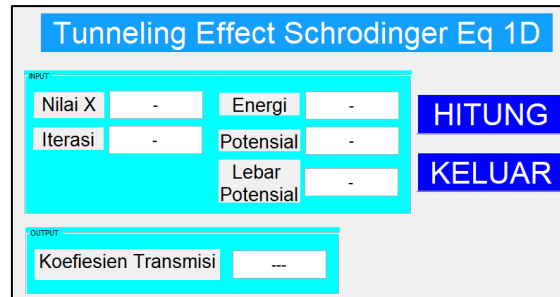 Tunneling Effect Schrodinger Eq 1D
INPUT
Nilai X
-
Energi
-
Iterasi
-
Potensial
-
Lebar
Potensial
-
HITUNG
KELUAR
OUTPUT
Koefiesien Transmisi
---